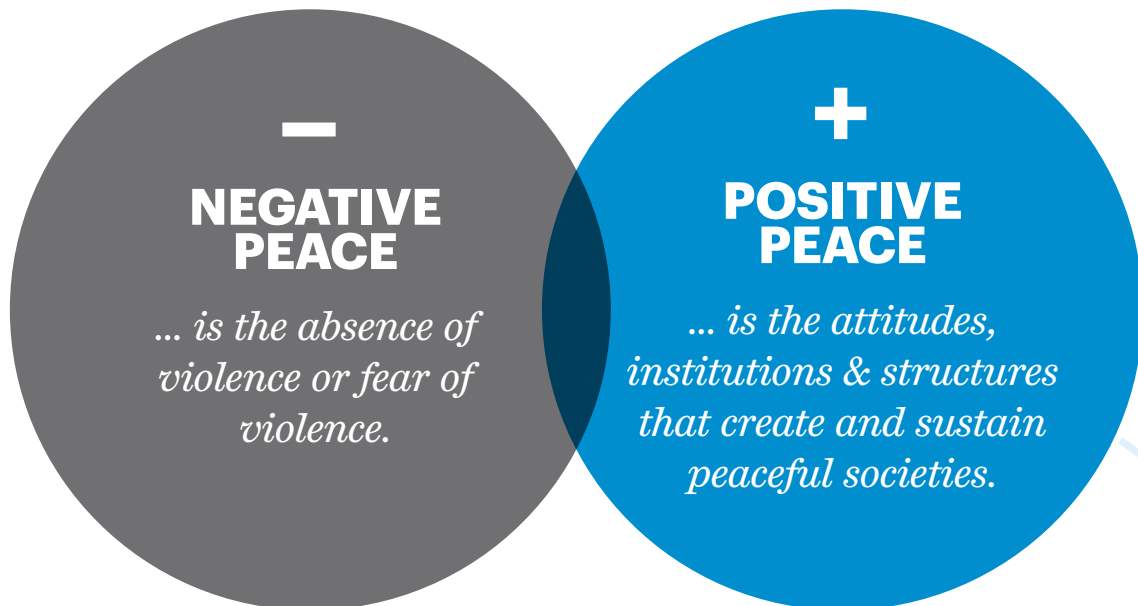 –
NEGATIVE
PEACE
... is the absence of
violence or fear of
violence.
+
POSITIVE
PEACE
... is the attitudes,
institutions & structures
that create and sustain
peaceful societies.